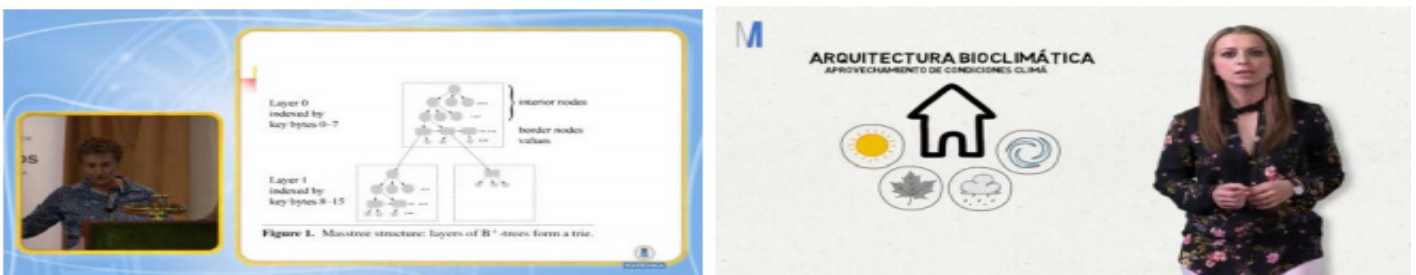 Layer 0
indexed by
key bytes 0–7
interior nodes
border nodes
values
Layer 1
indexed by
key bytes 8–15
Figure 1. Masstree structure: layers of B+-trees form a trie.
M
ARQUITECTURA BIOCLIMÁTICA
APROVECHAMIENTO DE CONDICIONES CLIMÁ